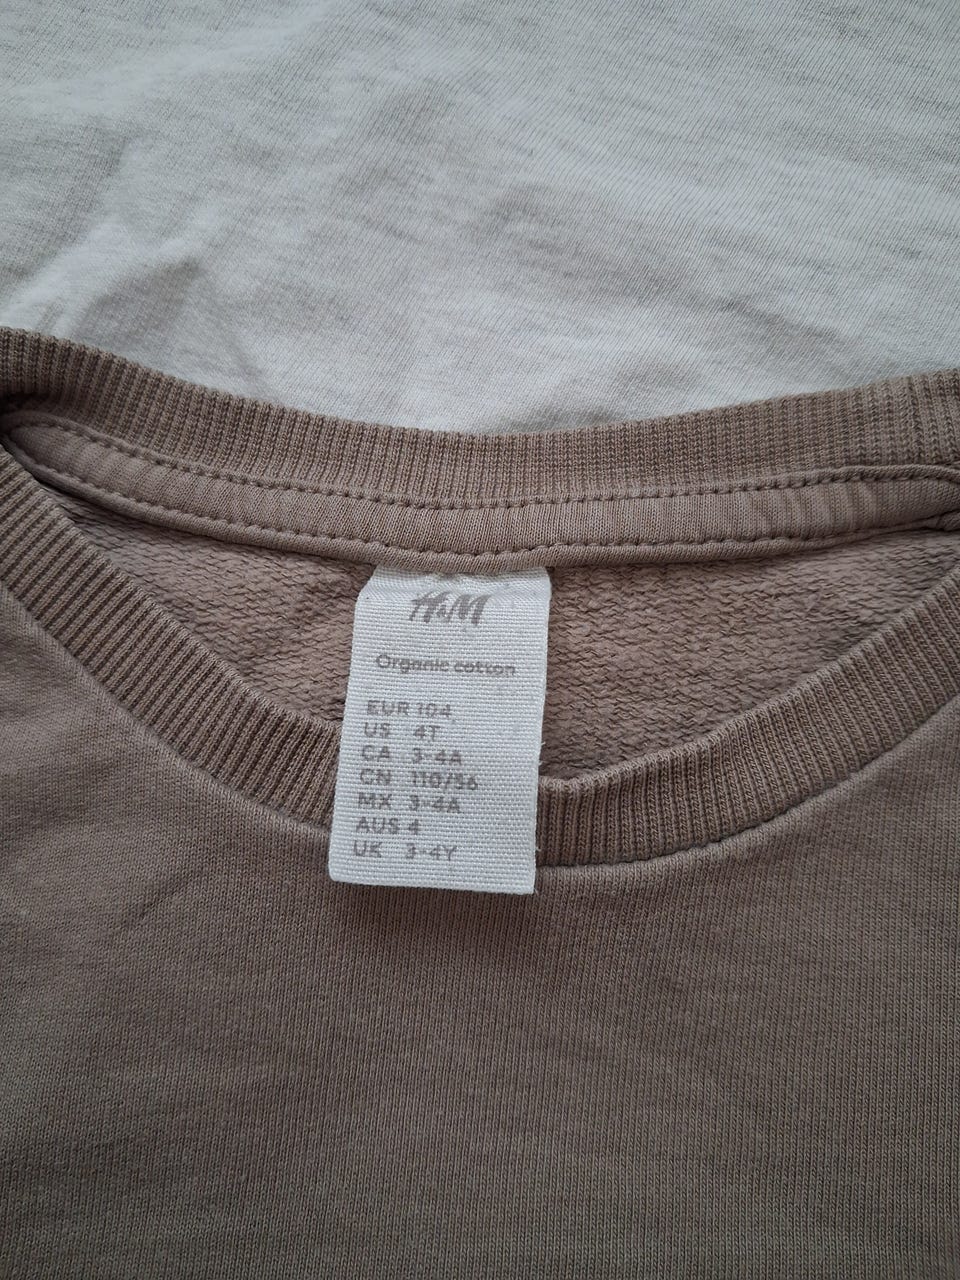 H&M
Organic cotton
EUR 104
US 4T
CA 3-4A
CN 110/56
MX 3-4A
AUS 4
UK 3-4Y